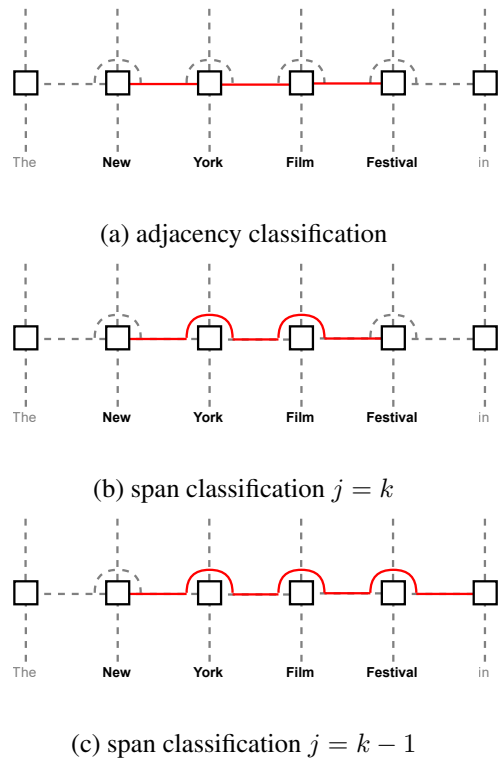 The New York Film Festival in
(a) adjacency classification
The New York Film Festival in
(b) span classification j = k
The New York Film Festival in
(c) span classification j = k − 1